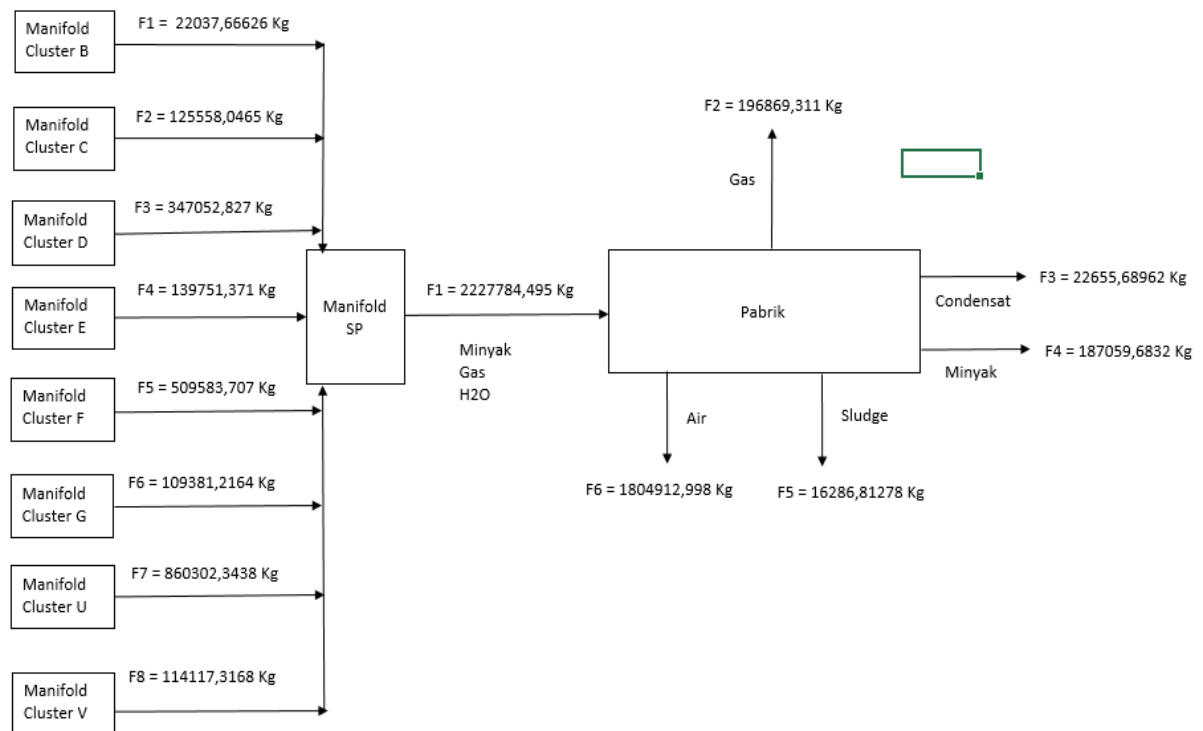 Manifold
Cluster B
F1 = 22037,66626 Kg
Manifold
Cluster C
F2 = 125558,0465 Kg
Manifold
Cluster D
F3 = 347052,827 Kg
Manifold
Cluster E
F4 = 139751,371 Kg
Manifold
Cluster F
F5 = 509583,707 Kg
Manifold
Cluster G
F6 = 109381,2164 Kg
Manifold
Cluster U
F7 = 860302,3438 Kg
Manifold
Cluster V
F8 = 114117,3168 Kg
Manifold
SP
F1 = 2227784,495 Kg
Minyak
Gas
H2O
Pabrik
F2 = 196869,311 Kg
Gas
F3 = 22655,68962 Kg
Condensat
F4 = 187059,6832 Kg
Minyak
Air
F6 = 1804912,998 Kg
Sludge
F5 = 16286,81278 Kg